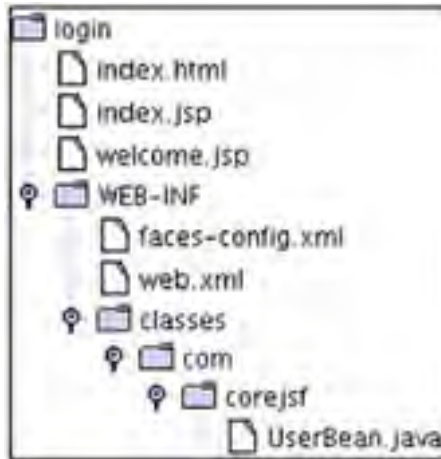 login
index.html
index.jsp
welcome.jsp
WEB-INF
faces-config.xml
web.xml
classes
com
corejsf
UserBean.java